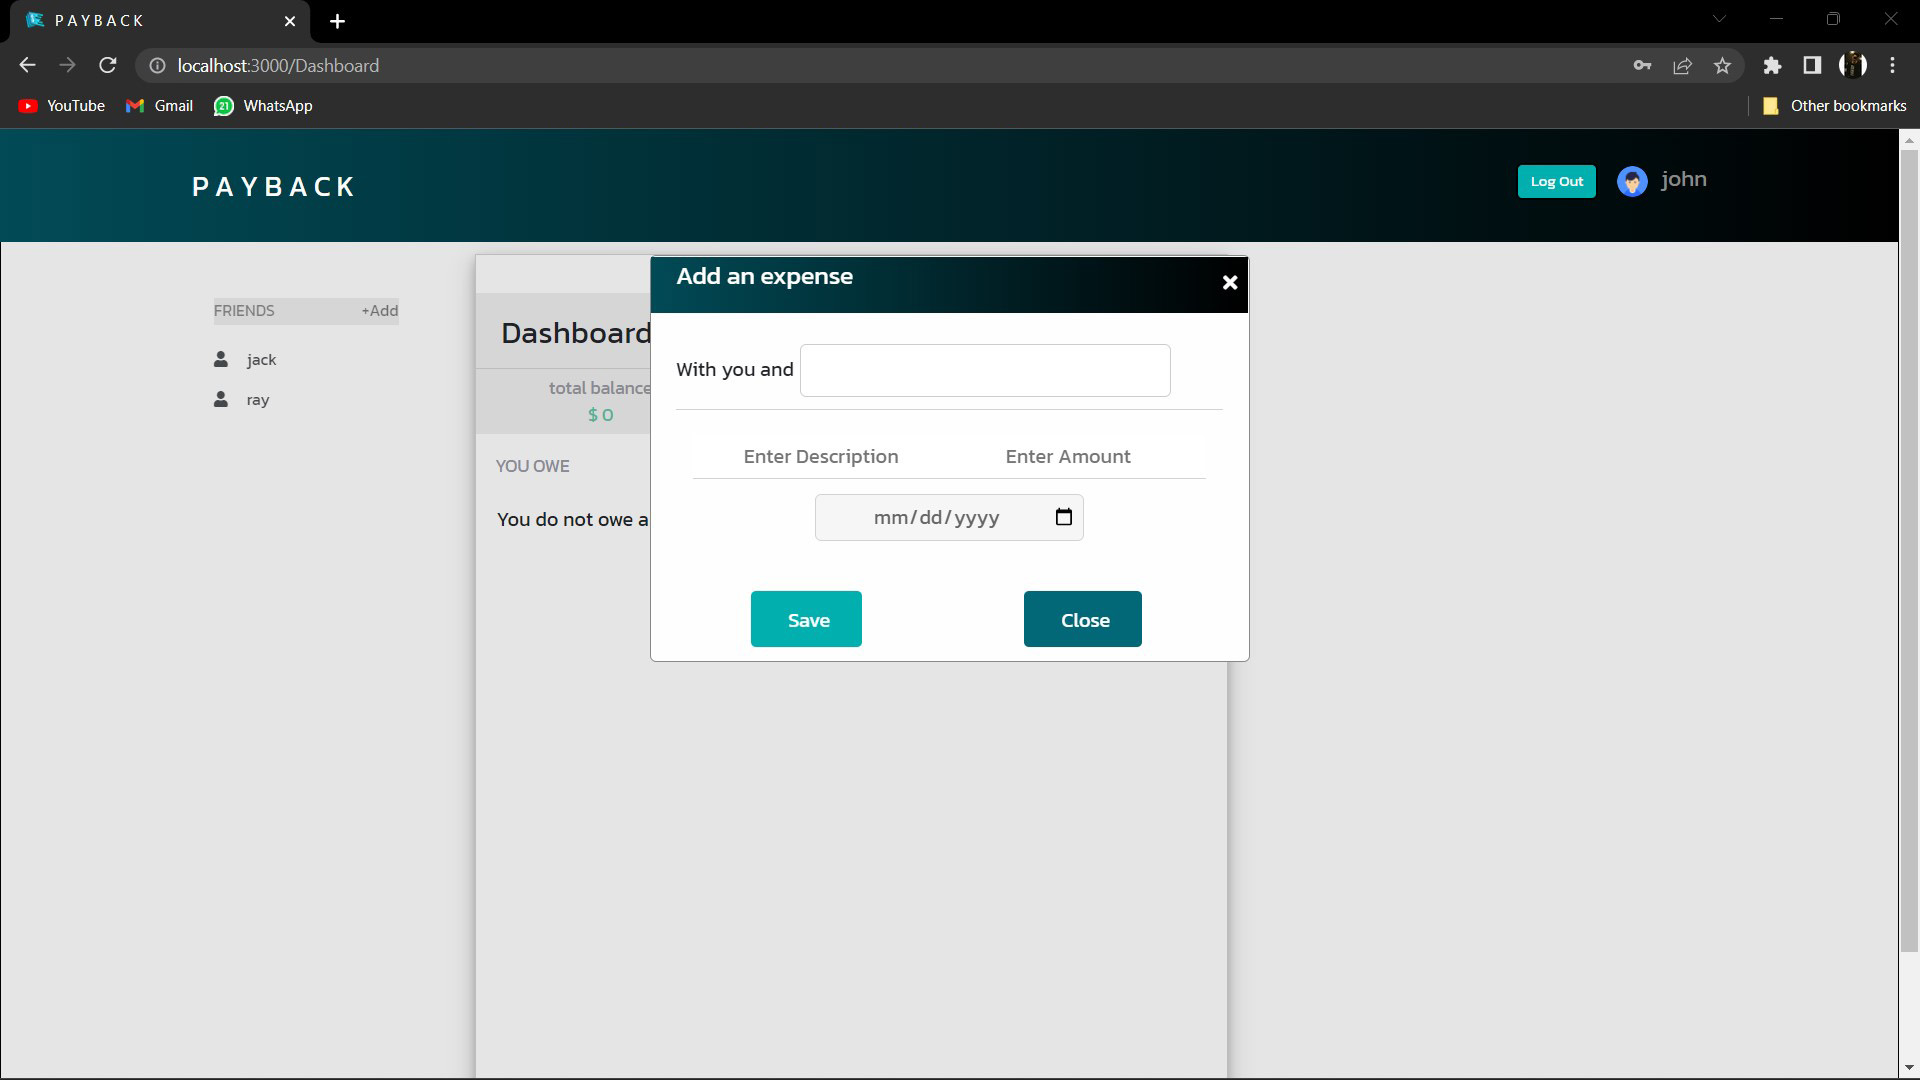 PAYBACK
localhost:3000/Dashboard
YouTube
Gmail
21
WhatsApp
Other bookmarks
PAYBACK
Log Out
john
FRIENDS
+Add
jack
ray
Dashboard
total balance
$ 0
YOU OWE
You do not owe a
Add an expense
With you and
Enter Description
Enter Amount
mm/dd/yyyy
Save
Close